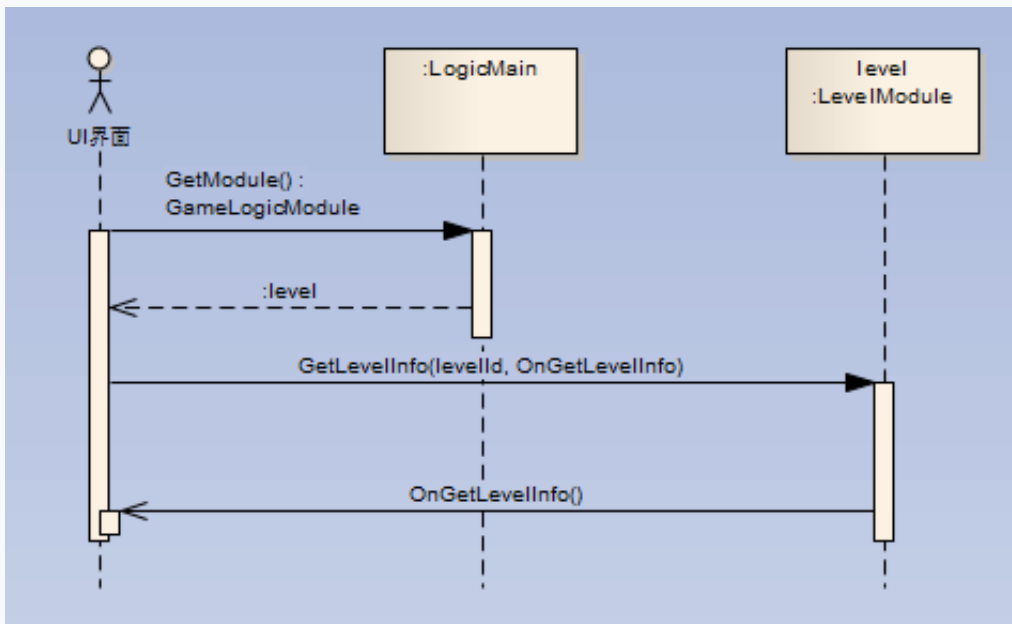 :LogicMain
level
:LevelModule
UI界面
GetModule() :
GameLogicModule
:level
GetLevelInfo(levelId, OnGetLevelInfo)
OnGetLevelInfo()